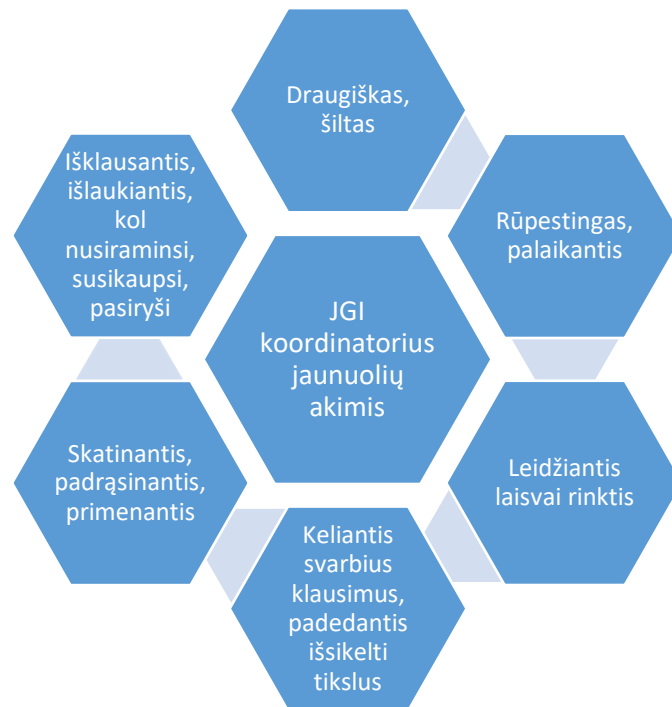 Draugiškas,
šiltas
Rūpestingas,
palaikantis
Leidžiantis
laisvai rinktis
Keliantis
svarbius
klausimus,
padedantis
išsikelti
tikslus
Skatinantis,
padrąsinantis,
primenantis
Išklausantis,
išlaukiantis,
kol
nusiraminsi,
susikaupsi,
pasiryši
JGI
koordinatorius
jaunuolių
akimis